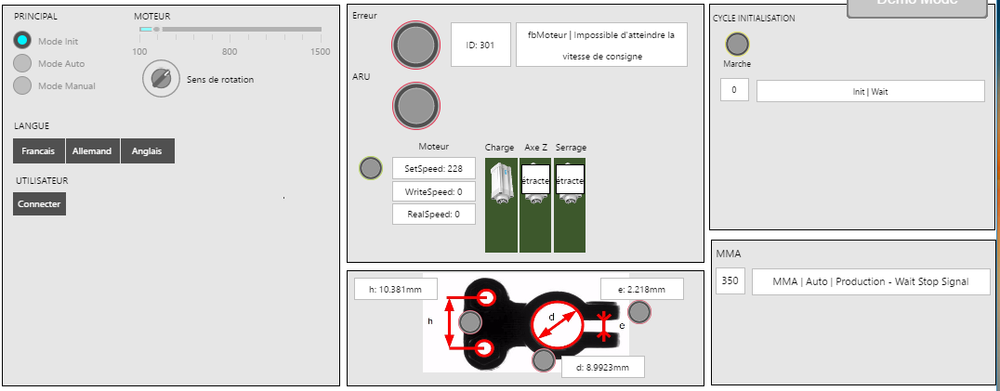 Demo Mode
PRINCIPAL
Mode Init
Mode Auto
Mode Manual
MOTEUR
100 800 1500
Sens de rotation
LANGUE
Francais Allemand Anglais
UTILISATEUR
Connecter
Erreur
ID: 301
fbMoteur | Impossible d'atteindre la
vitesse de consigne
ARU
Moteur
SetSpeed: 228
WriteSpeed: 0
RealSpeed: 0
Charge Axe Z Serrage
étracte étracte
h: 10.381mm
e: 2.218mm
h
d
e
d: 8.9923mm
CYCLE INITIALISATION
Marche
0
Init | Wait
MMA
350
MMA | Auto | Production - Wait Stop Signal